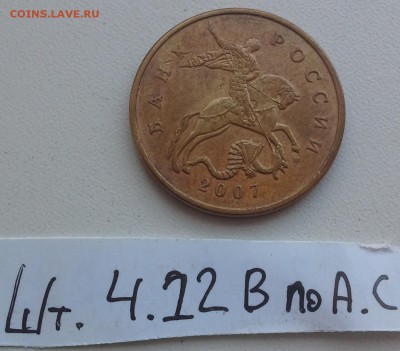 COINS.LAVE.RU
БАНК РОССИИ
2007
Шт. 4.12 В по А.С